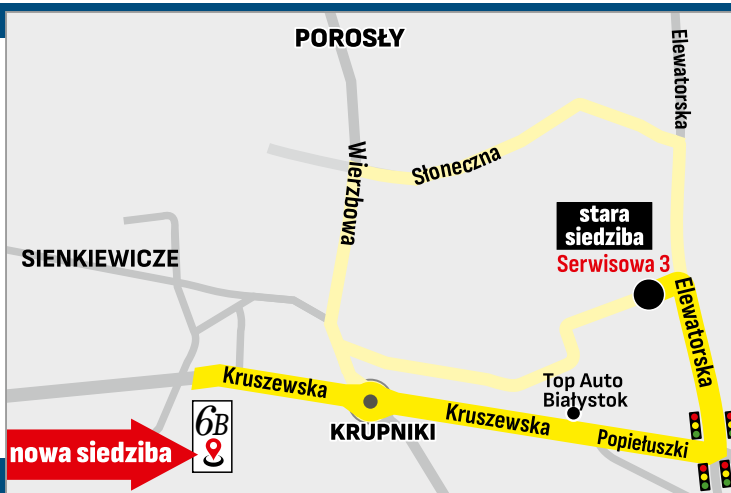 POROSŁY
Elewatorska
Wierzbowa
Słoneczna
stara
siedziba
Serwisowa 3
SIENKIEWICZE
Elewatorska
Kruszewska
Top Auto
Białystok
Kruszewska
Popiełuszki
6B
KRUPNIKI
nowa siedziba